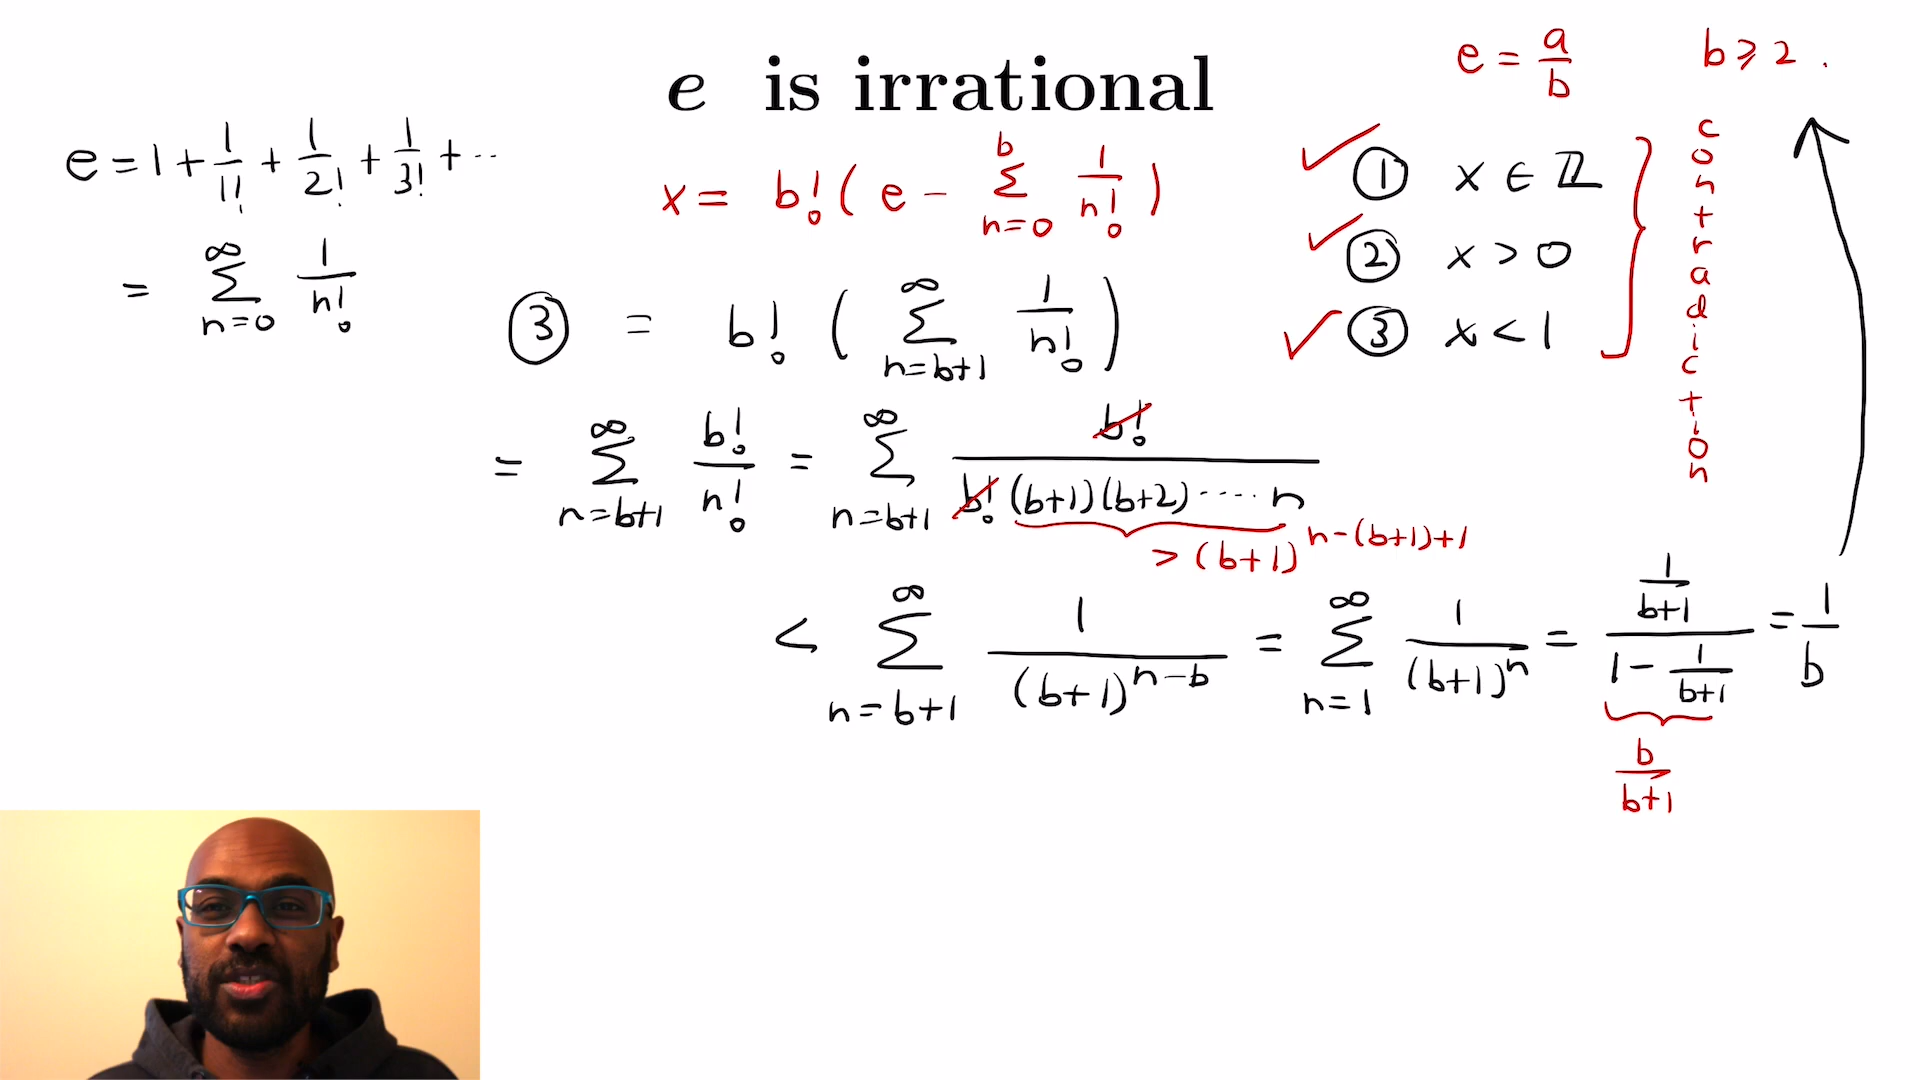 e is irrational
e = a/b b ⩾ 2 .
e = 1 + 1/1! + 1/2! + 1/3! + ··
= ∞ Σ n=0 1/n!
x = b! ( e − b Σ n=0 1/n! )
✓ ① x ∈ ℤ
✓ ② x > 0
✓ ③ x < 1
contradiction
③ = b! ( ∞ Σ n=b+1 1/n! )
= ∞ Σ n=b+1 b!/n! = ∞ Σ n=b+1 b!/b!(b+1)(b+2)·····n
> (b+1)^n−(b+1)+1
< ∞ Σ n=b+1 1/(b+1)^n−b = ∞ Σ n=1 1/(b+1)^n = 1/b+1 / 1 − 1/b+1 = 1/b
b/b+1